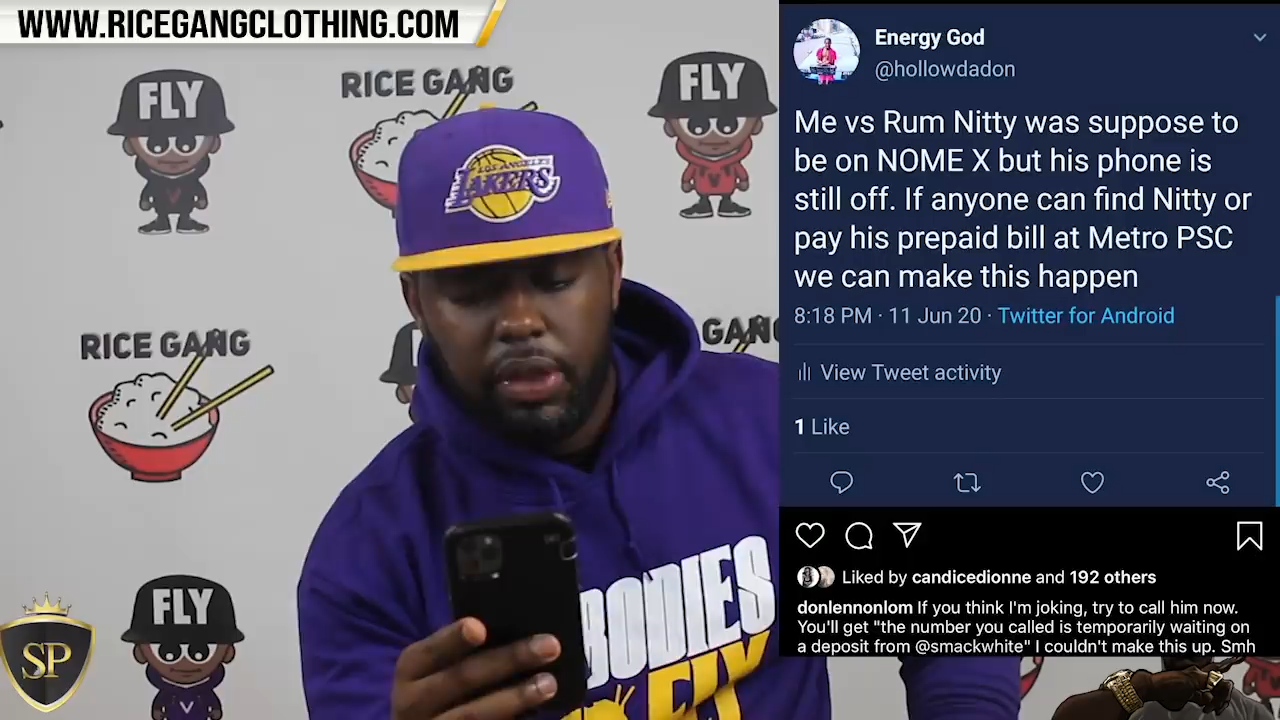 WWW.RICEGANGCLOTHING.COM
FLY
RICE GANG
FLY
LOS ANGELES
LAKERS
RICE GANG
GANG
FLY
SP
BODIES
FLY
Energy God
@hollowdadon
Me vs Rum Nitty was suppose to
be on NOME X but his phone is
still off. If anyone can find Nitty or
pay his prepaid bill at Metro PSC
we can make this happen
8:18 PM · 11 Jun 20 · Twitter for Android
View Tweet activity
1 Like
Liked by candicedionne and 192 others
donlennonlom If you think I'm joking, try to call him now.
You'll get "the number you called is temporarily waiting on
a deposit from @smackwhite" I couldn't make this up. Smh